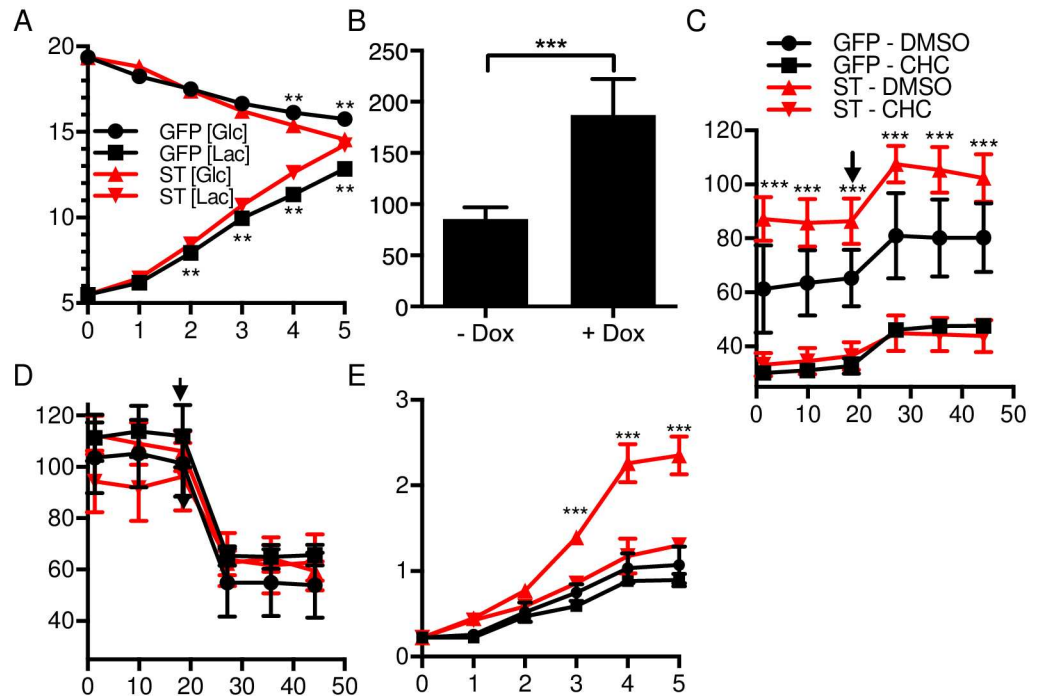 A
20
15
10
5
GFP [Glc]
GFP [Lac]
ST [Glc]
ST [Lac]
** **
** ** ** **
0 1 2 3 4 5
B
250
200
150
100
50
0
***
- Dox + Dox
C
GFP - DMSO
GFP - CHC
ST - DMSO
ST - CHC
120
100
80
60
40
*** *** *** *** *** ***
0 10 20 30 40 50
D
120
100
80
60
40
0 10 20 30 40 50
E
3
2
1
0
*** *** ***
0 1 2 3 4 5